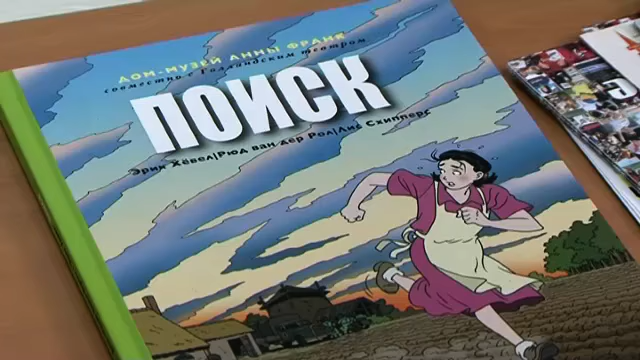 ДОМ-МУЗЕЙ АННЫ ФРАНК
совместно с Голландским театром
ПОИСК
Эрик Хёвел|Рюд ван дер Рол|Лис Схипперс